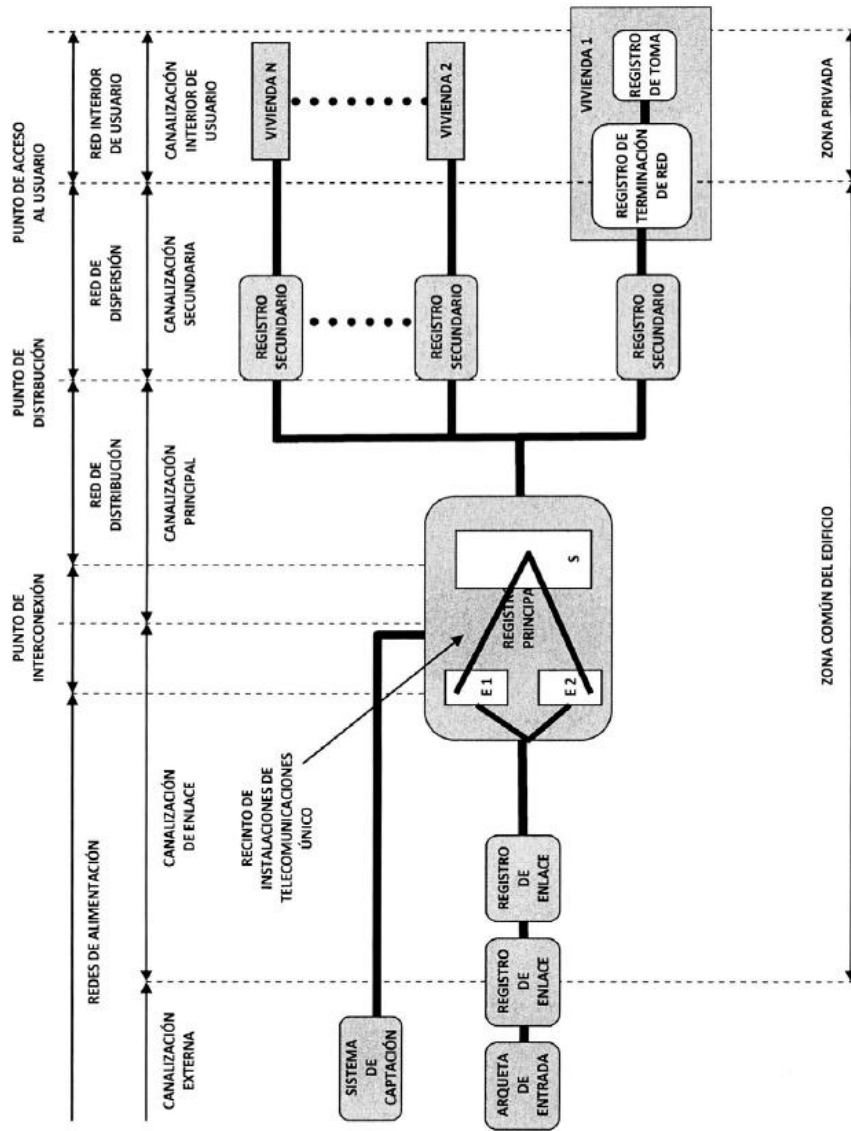 PUNTO DE
INTERCONEXIÓN
PUNTO DE
DISTRIBUCIÓN
PUNTO DE ACCESO
AL USUARIO
REDES DE ALIMENTACIÓN
RED DE
DISTRIBUCIÓN
RED DE
DISPERSIÓN
RED INTERIOR
DE USUARIO
CANALIZACIÓN
EXTERNA
CANALIZACIÓN
DE ENLACE
CANALIZACIÓN
PRINCIPAL
CANALIZACIÓN
SECUNDARIA
CANALIZACIÓN
INTERIOR DE
USUARIO
SISTEMA
DE
CAPTACIÓN
RECINTO DE
INSTALACIONES DE
TELECOMUNICACIONES
ÚNICO
REGISTRO
SECUNDARIO
VIVIENDA N
REGISTRO
SECUNDARIO
VIVIENDA 2
ARQUETA
DE
ENTRADA
REGISTRO
DE
ENLACE
REGISTRO
DE
ENLACE
E 1
E 2
REGISTR
PRINCIPA
S
REGISTRO
SECUNDARIO
VIVIENDA 1
REGISTRO DE
TERMINACIÓN
DE RED
REGISTRO
DE TOMA
ZONA COMÚN DEL EDIFICIO
ZONA PRIVADA